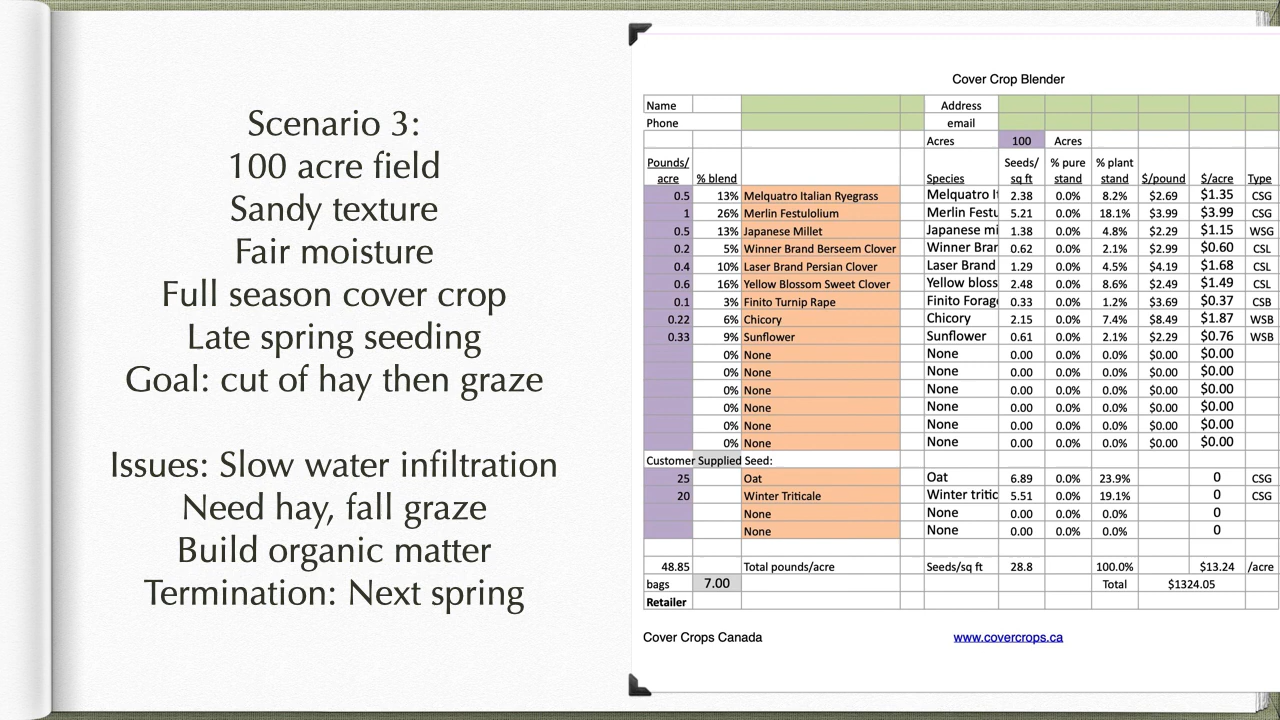 Scenario 3:
100 acre field
Sandy texture
Fair moisture
Full season cover crop
Late spring seeding
Goal: cut of hay then graze
Issues: Slow water infiltration
Need hay, fall graze
Build organic matter
Termination: Next spring
Cover Crop Blender
Name Address
Phone email
Acres 100 Acres
Pounds/ Seeds/ % pure % plant
acre % blend Species sq ft stand stand $/pound $/acre Type
0.5 13% Melquatro Italian Ryegrass Melquatro It 2.38 0.0% 8.2% $2.69 $1.35 CSG
1 26% Merlin Festulolium Merlin Festu 5.21 0.0% 18.1% $3.99 $3.99 CSG
0.5 13% Japanese Millet Japanese mi 1.38 0.0% 4.8% $2.29 $1.15 WSG
0.2 5% Winner Brand Berseem Clover Winner Bran 0.62 0.0% 2.1% $2.99 $0.60 CSL
0.4 10% Laser Brand Persian Clover Laser Brand 1.29 0.0% 4.5% $4.19 $1.68 CSL
0.6 16% Yellow Blossom Sweet Clover Yellow bloss 2.48 0.0% 8.6% $2.49 $1.49 CSL
0.1 3% Finito Turnip Rape Finito Forag 0.33 0.0% 1.2% $3.69 $0.37 CSB
0.22 6% Chicory Chicory 2.15 0.0% 7.4% $8.49 $1.87 WSB
0.33 9% Sunflower Sunflower 0.61 0.0% 2.1% $2.29 $0.76 WSB
0% None None 0.00 0.0% 0.0% $0.00 $0.00
0% None None 0.00 0.0% 0.0% $0.00 $0.00
0% None None 0.00 0.0% 0.0% $0.00 $0.00
0% None None 0.00 0.0% 0.0% $0.00 $0.00
0% None None 0.00 0.0% 0.0% $0.00 $0.00
0% None None 0.00 0.0% 0.0% $0.00 $0.00
Customer Supplied Seed:
25 Oat Oat 6.89 0.0% 23.9% 0 CSG
20 Winter Triticale Winter tritic 5.51 0.0% 19.1% 0 CSG
None None 0.00 0.0% 0.0% 0
None None 0.00 0.0% 0.0% 0
48.85 Total pounds/acre Seeds/sq ft 28.8 100.0% $13.24 /acre
bags 7.00 Total $1324.05
Retailer
Cover Crops Canada www.covercrops.ca